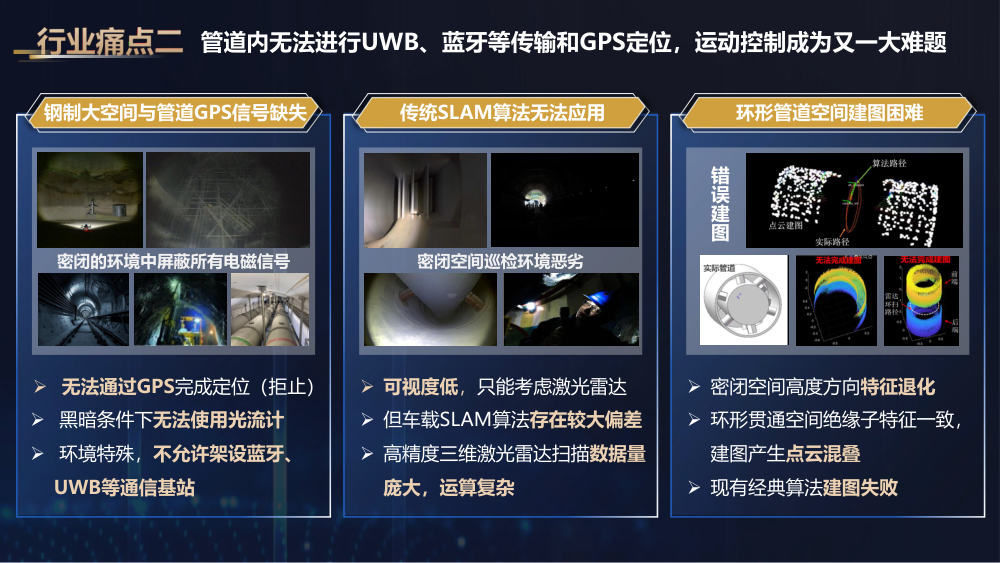 行业痛点二
管道内无法进行UWB、蓝牙等传输和GPS定位，运动控制成为又一大难题
钢制大空间与管道GPS信号缺失
密闭的环境中屏蔽所有电磁信号
➢ 无法通过GPS完成定位（拒止）
➢ 黑暗条件下无法使用光流计
➢ 环境特殊，不允许架设蓝牙、
UWB等通信基站
传统SLAM算法无法应用
密闭空间巡检环境恶劣
➢ 可视度低，只能考虑激光雷达
➢ 但车载SLAM算法存在较大偏差
➢ 高精度三维激光雷达扫描数据量
庞大，运算复杂
环形管道空间建图困难
错误建图
算法路径
点云建图
实际路径
实际管道
无法完成建图
无法完成建图
前端
雷达环扫路径
后端
➢ 密闭空间高度方向特征退化
➢ 环形贯通空间绝缘子特征一致，
建图产生点云混叠
➢ 现有经典算法建图失败